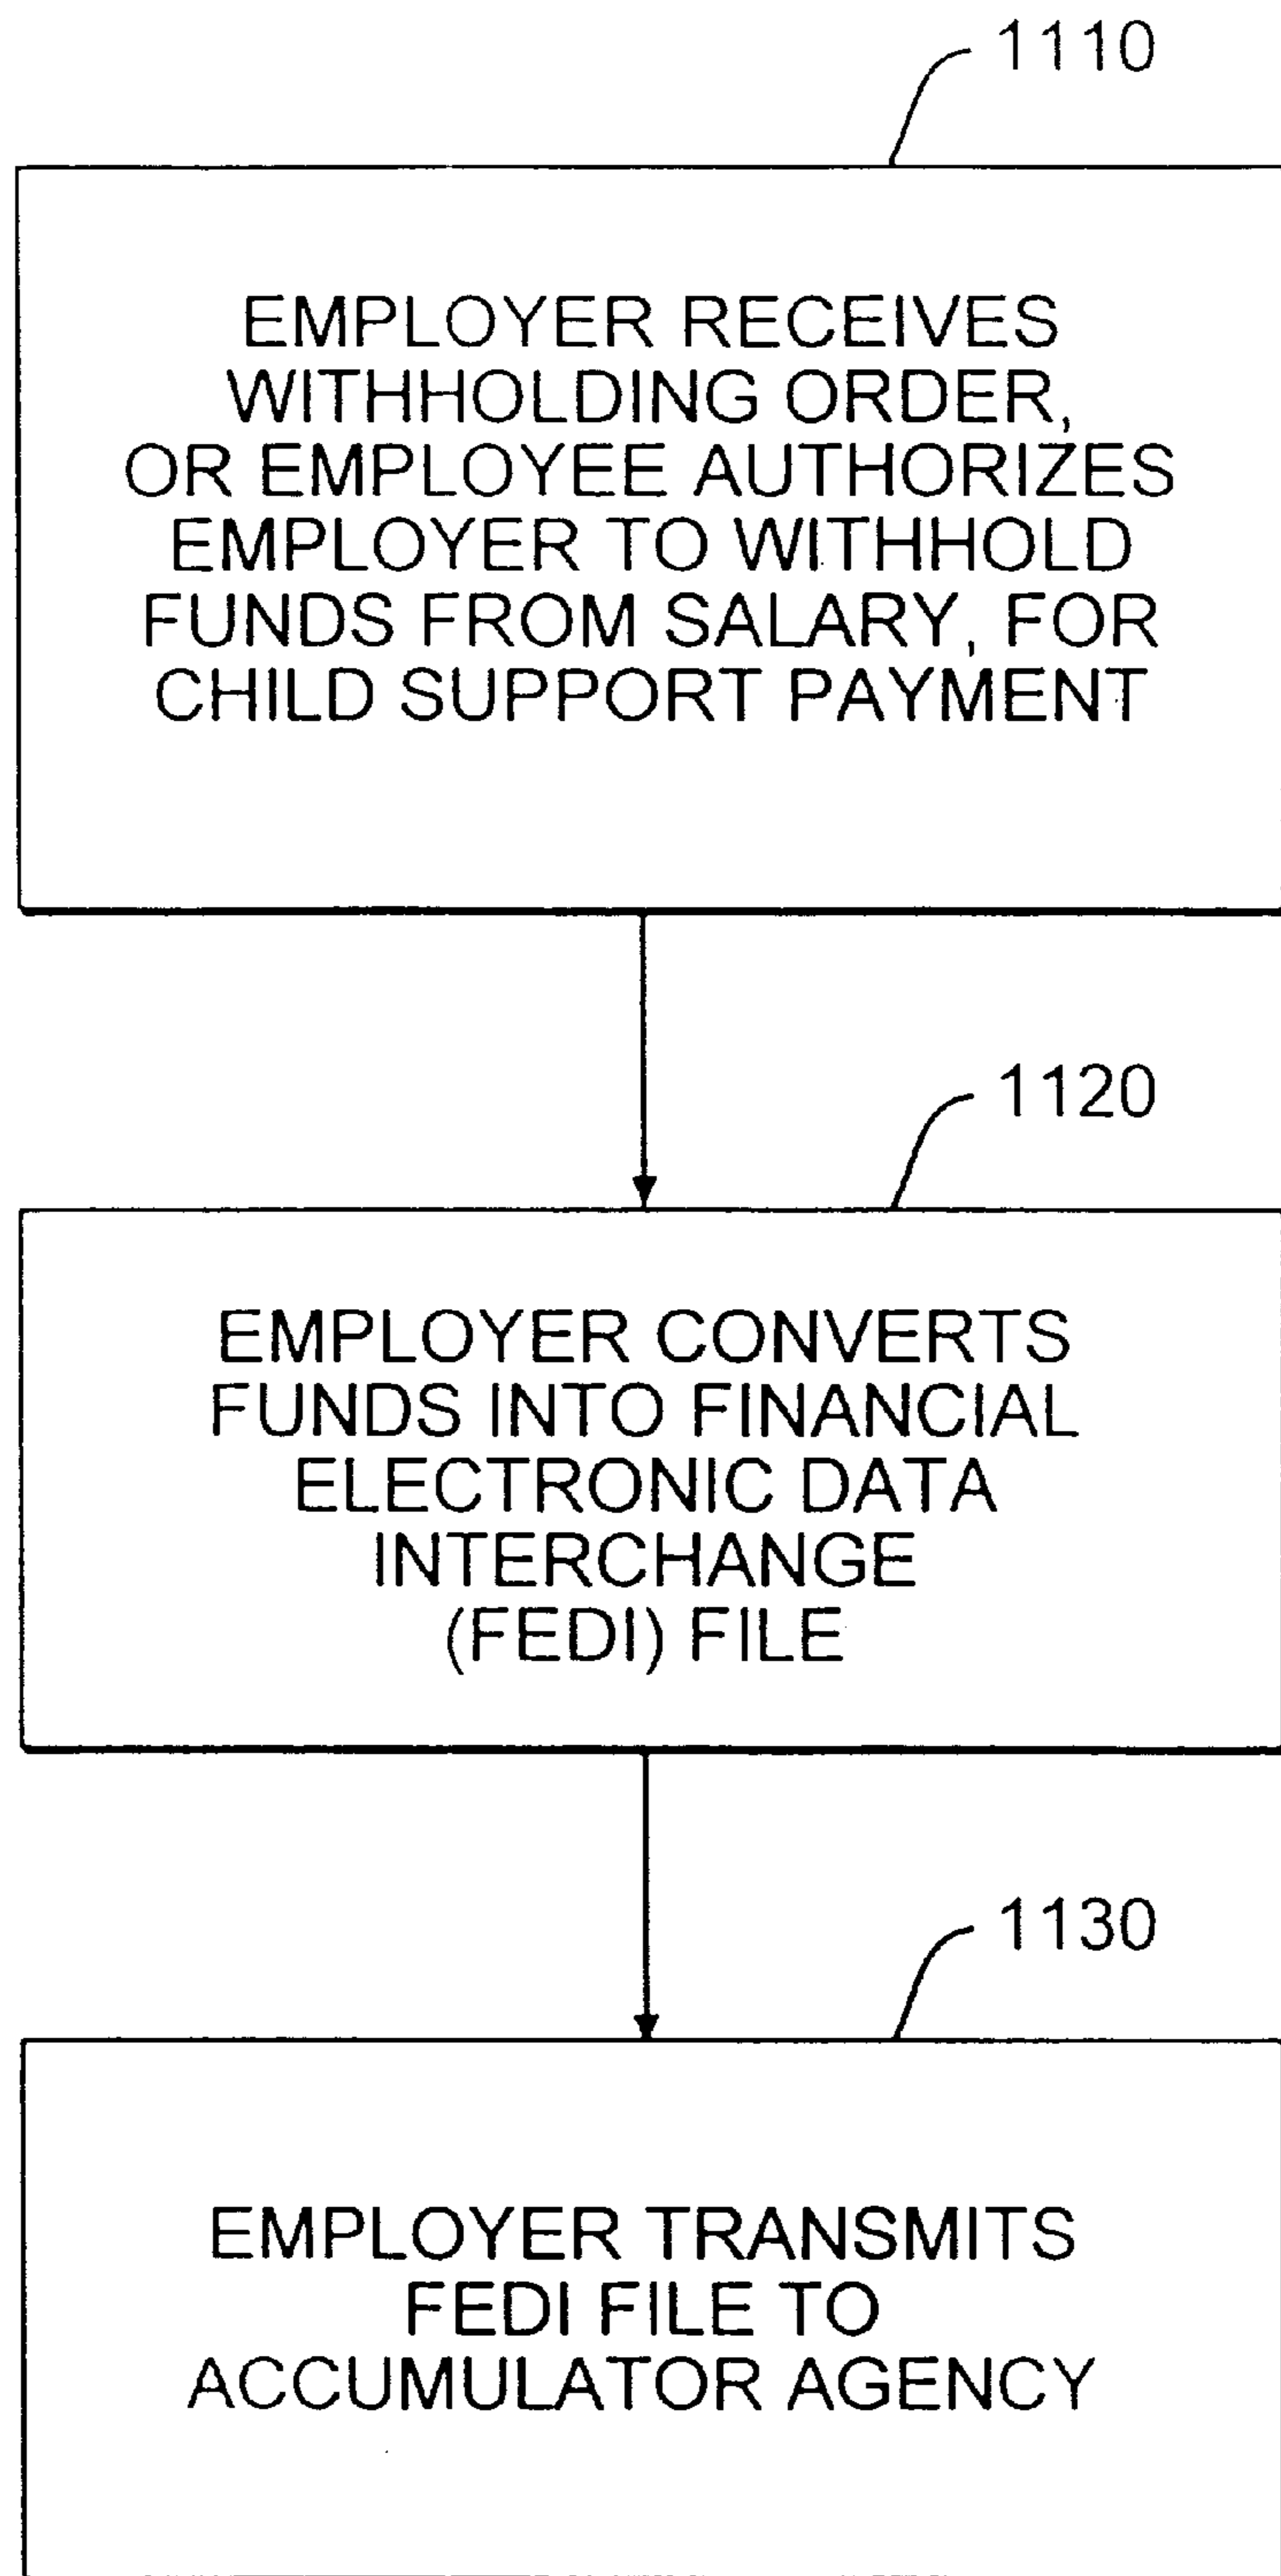 1110
EMPLOYER RECEIVES
WITHHOLDING ORDER,
OR EMPLOYEE AUTHORIZES
EMPLOYER TO WITHHOLD
FUNDS FROM SALARY, FOR
CHILD SUPPORT PAYMENT
1120
EMPLOYER CONVERTS
FUNDS INTO FINANCIAL
ELECTRONIC DATA
INTERCHANGE
(FEDI) FILE
1130
EMPLOYER TRANSMITS
FEDI FILE TO
ACCUMULATOR AGENCY